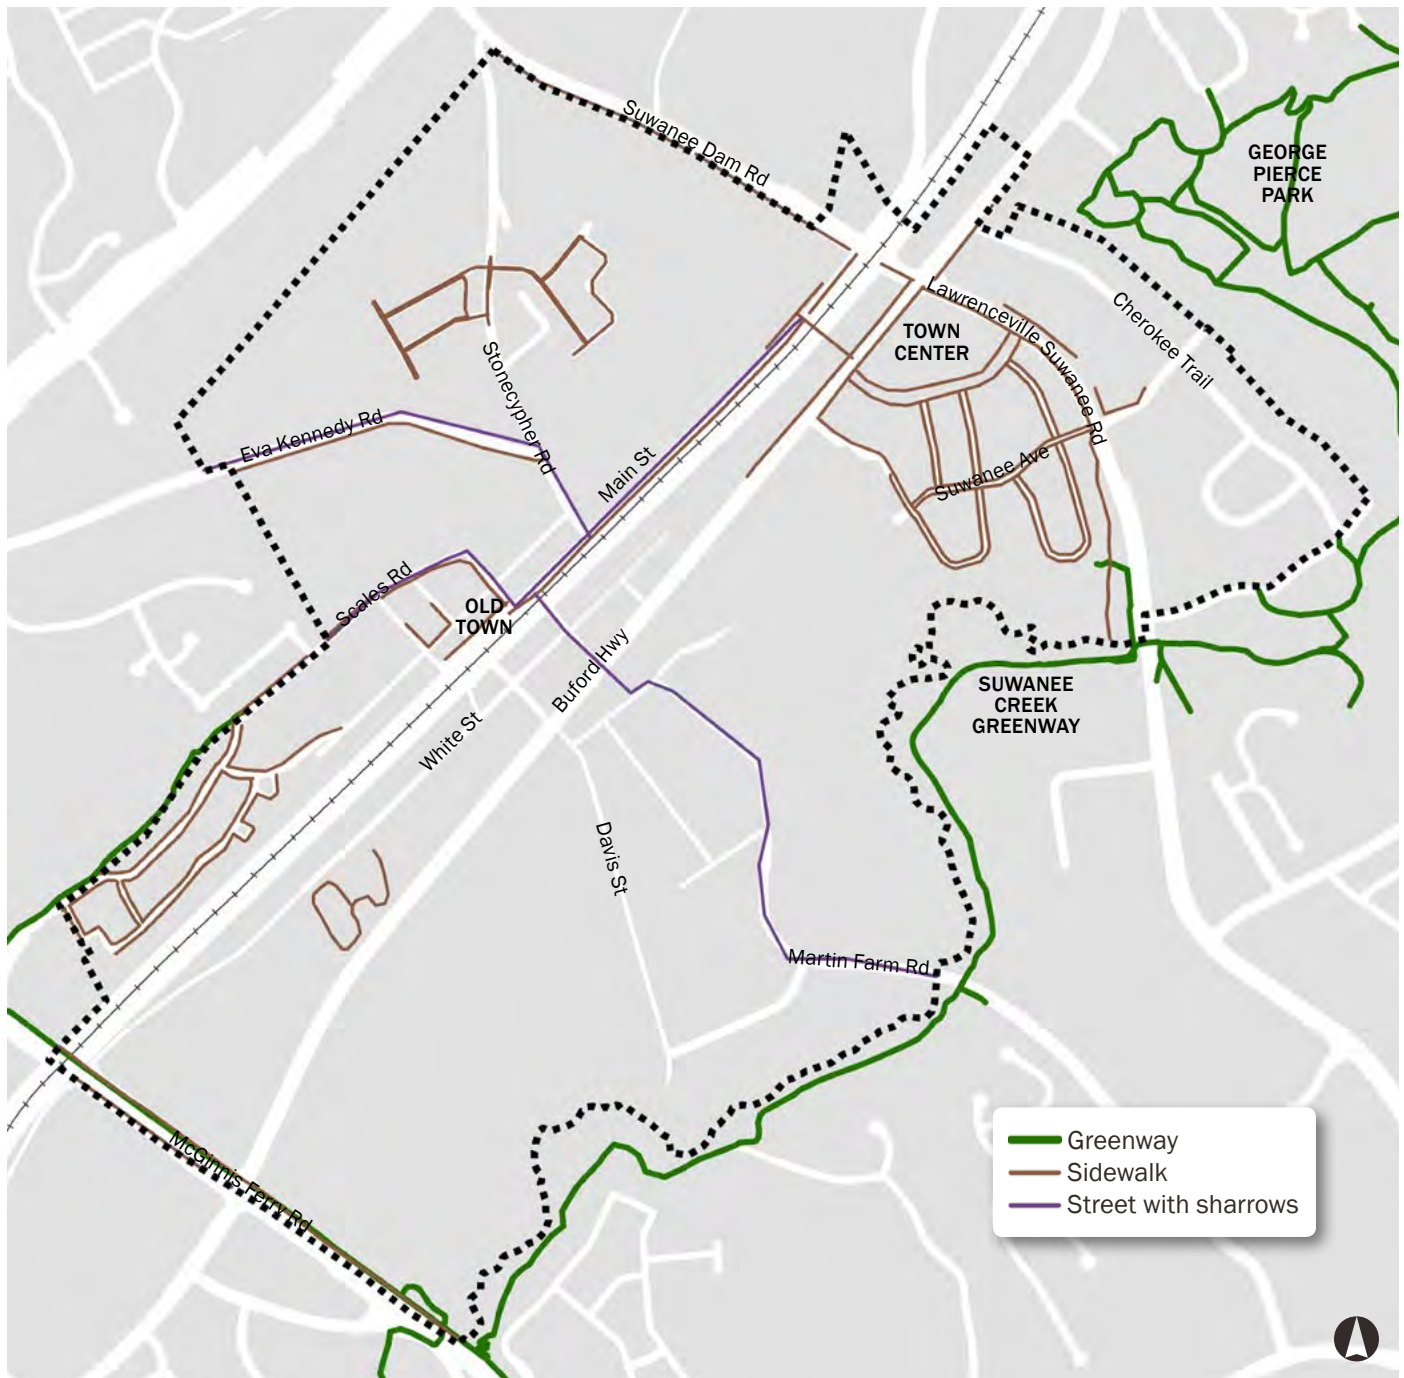 Suwanee Dam Rd
GEORGE
PIERCE
PARK
Lawrenceville Suwanee Rd
Cherokee Trail
TOWN
CENTER
Stonecypher Rd
Eva Kennedy Rd
Main St
Suwanee Ave
Scales Rd
OLD
TOWN
Buford Hwy
White St
SUWANEE
CREEK
GREENWAY
Davis St
Martin Farm Rd
McGinnis Ferry Rd
Greenway
Sidewalk
Street with sharrows